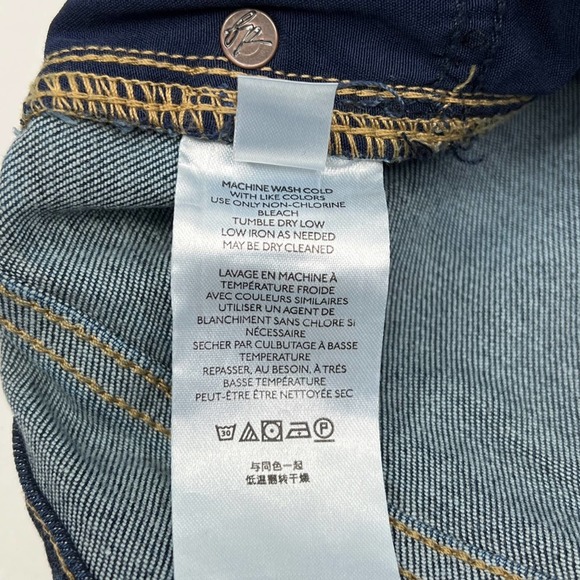 MACHINE WASH COLD
WITH LIKE COLORS
USE ONLY NON-CHLORINE
BLEACH
TUMBLE DRY LOW
LOW IRON AS NEEDED
MAY BE DRY CLEANED
LAVAGE EN MACHINE À
TEMPÉRATURE FROIDE
AVEC COULEURS SIMILAIRES
UTILISER UN AGENT DE
BLANCHIMENT SANS CHLORE SI
NÉCESSAIRE
SECHER PAR CULBUTAGE À BASSE
TEMPERATURE
REPASSER, AU BESOIN, À TRÉS
BASSE TEMPÉRATURE
PEUT-ÊTRE ÊTRE NETTOYÉE SEC
30 P
与同色一起
低温翻转干燥